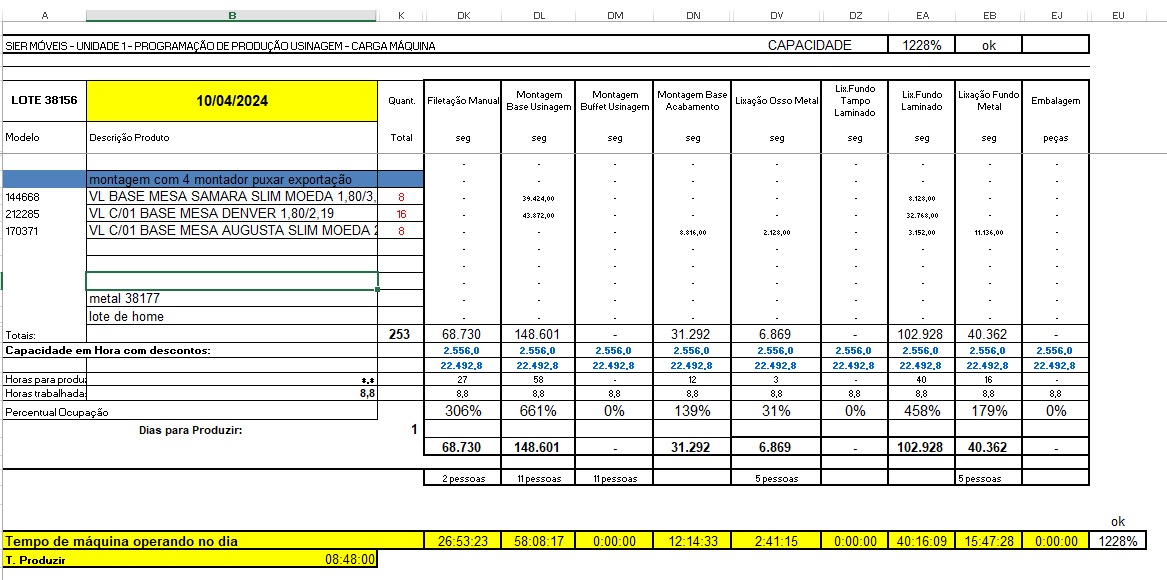 A B K DK DL DM DN DV DZ EA EB EJ EU
SIER MÓVEIS - UNIDADE 1 - PROGRAMAÇÃO DE PRODUÇÃO USINAGEM - CARGA MÁQUINA CAPACIDADE 1228% ok
LOTE 38156 10/04/2024 Quant. Filetação Manual Montagem Base Usinagem Montagem Buffet Usinagem Montagem Base Acabamento Lixação Osso Metal Lix.Fundo Tampo Laminado Lix.Fundo Laminado Lixação Fundo Metal Embalagem
Modelo Descrição Produto Total seg seg seg seg seg seg seg seg peças
- - - - - - - - -
montagem com 4 montador puxar exportação - - - - - - - - -
144668 VL BASE MESA SAMARA SLIM MOEDA 1,80/3, 8 - 39.424,00 - - - - 8.128,00 - -
212285 VL C/01 BASE MESA DENVER 1,80/2,19 16 - 43.872,00 - - - - 32.768,00 - -
170371 VL C/01 BASE MESA AUGUSTA SLIM MOEDA 2 8 - - - 8.816,00 2.128,00 - 3.152,00 11.136,00 -
- - - - - - - - -
- - - - - - - - -
- - - - - - - - -
metal 38177 - - - - - - - - -
lote de home - - - - - - - - -
Totais: 253 68.730 148.601 - 31.292 6.869 - 102.928 40.362 -
Capacidade em Hora com descontos: 2.556,0 2.556,0 2.556,0 2.556,0 2.556,0 2.556,0 2.556,0 2.556,0 2.556,0
22.492,8 22.492,8 22.492,8 22.492,8 22.492,8 22.492,8 22.492,8 22.492,8 22.492,8
Horas para produz *,* 27 58 - 12 3 - 40 16 -
Horas trabalhadas 8,8 8,8 8,8 8,8 8,8 8,8 8,8 8,8 8,8 8,8
Percentual Ocupação 306% 661% 0% 139% 31% 0% 458% 179% 0%
Dias para Produzir: 1
68.730 148.601 - 31.292 6.869 - 102.928 40.362 -
2 pessoas 11 pessoas 11 pessoas 5 pessoas 5 pessoas
ok
Tempo de máquina operando no dia 26:53:23 58:08:17 0:00:00 12:14:33 2:41:15 0:00:00 40:16:09 15:47:28 0:00:00 1228%
T. Produzir 08:48:00